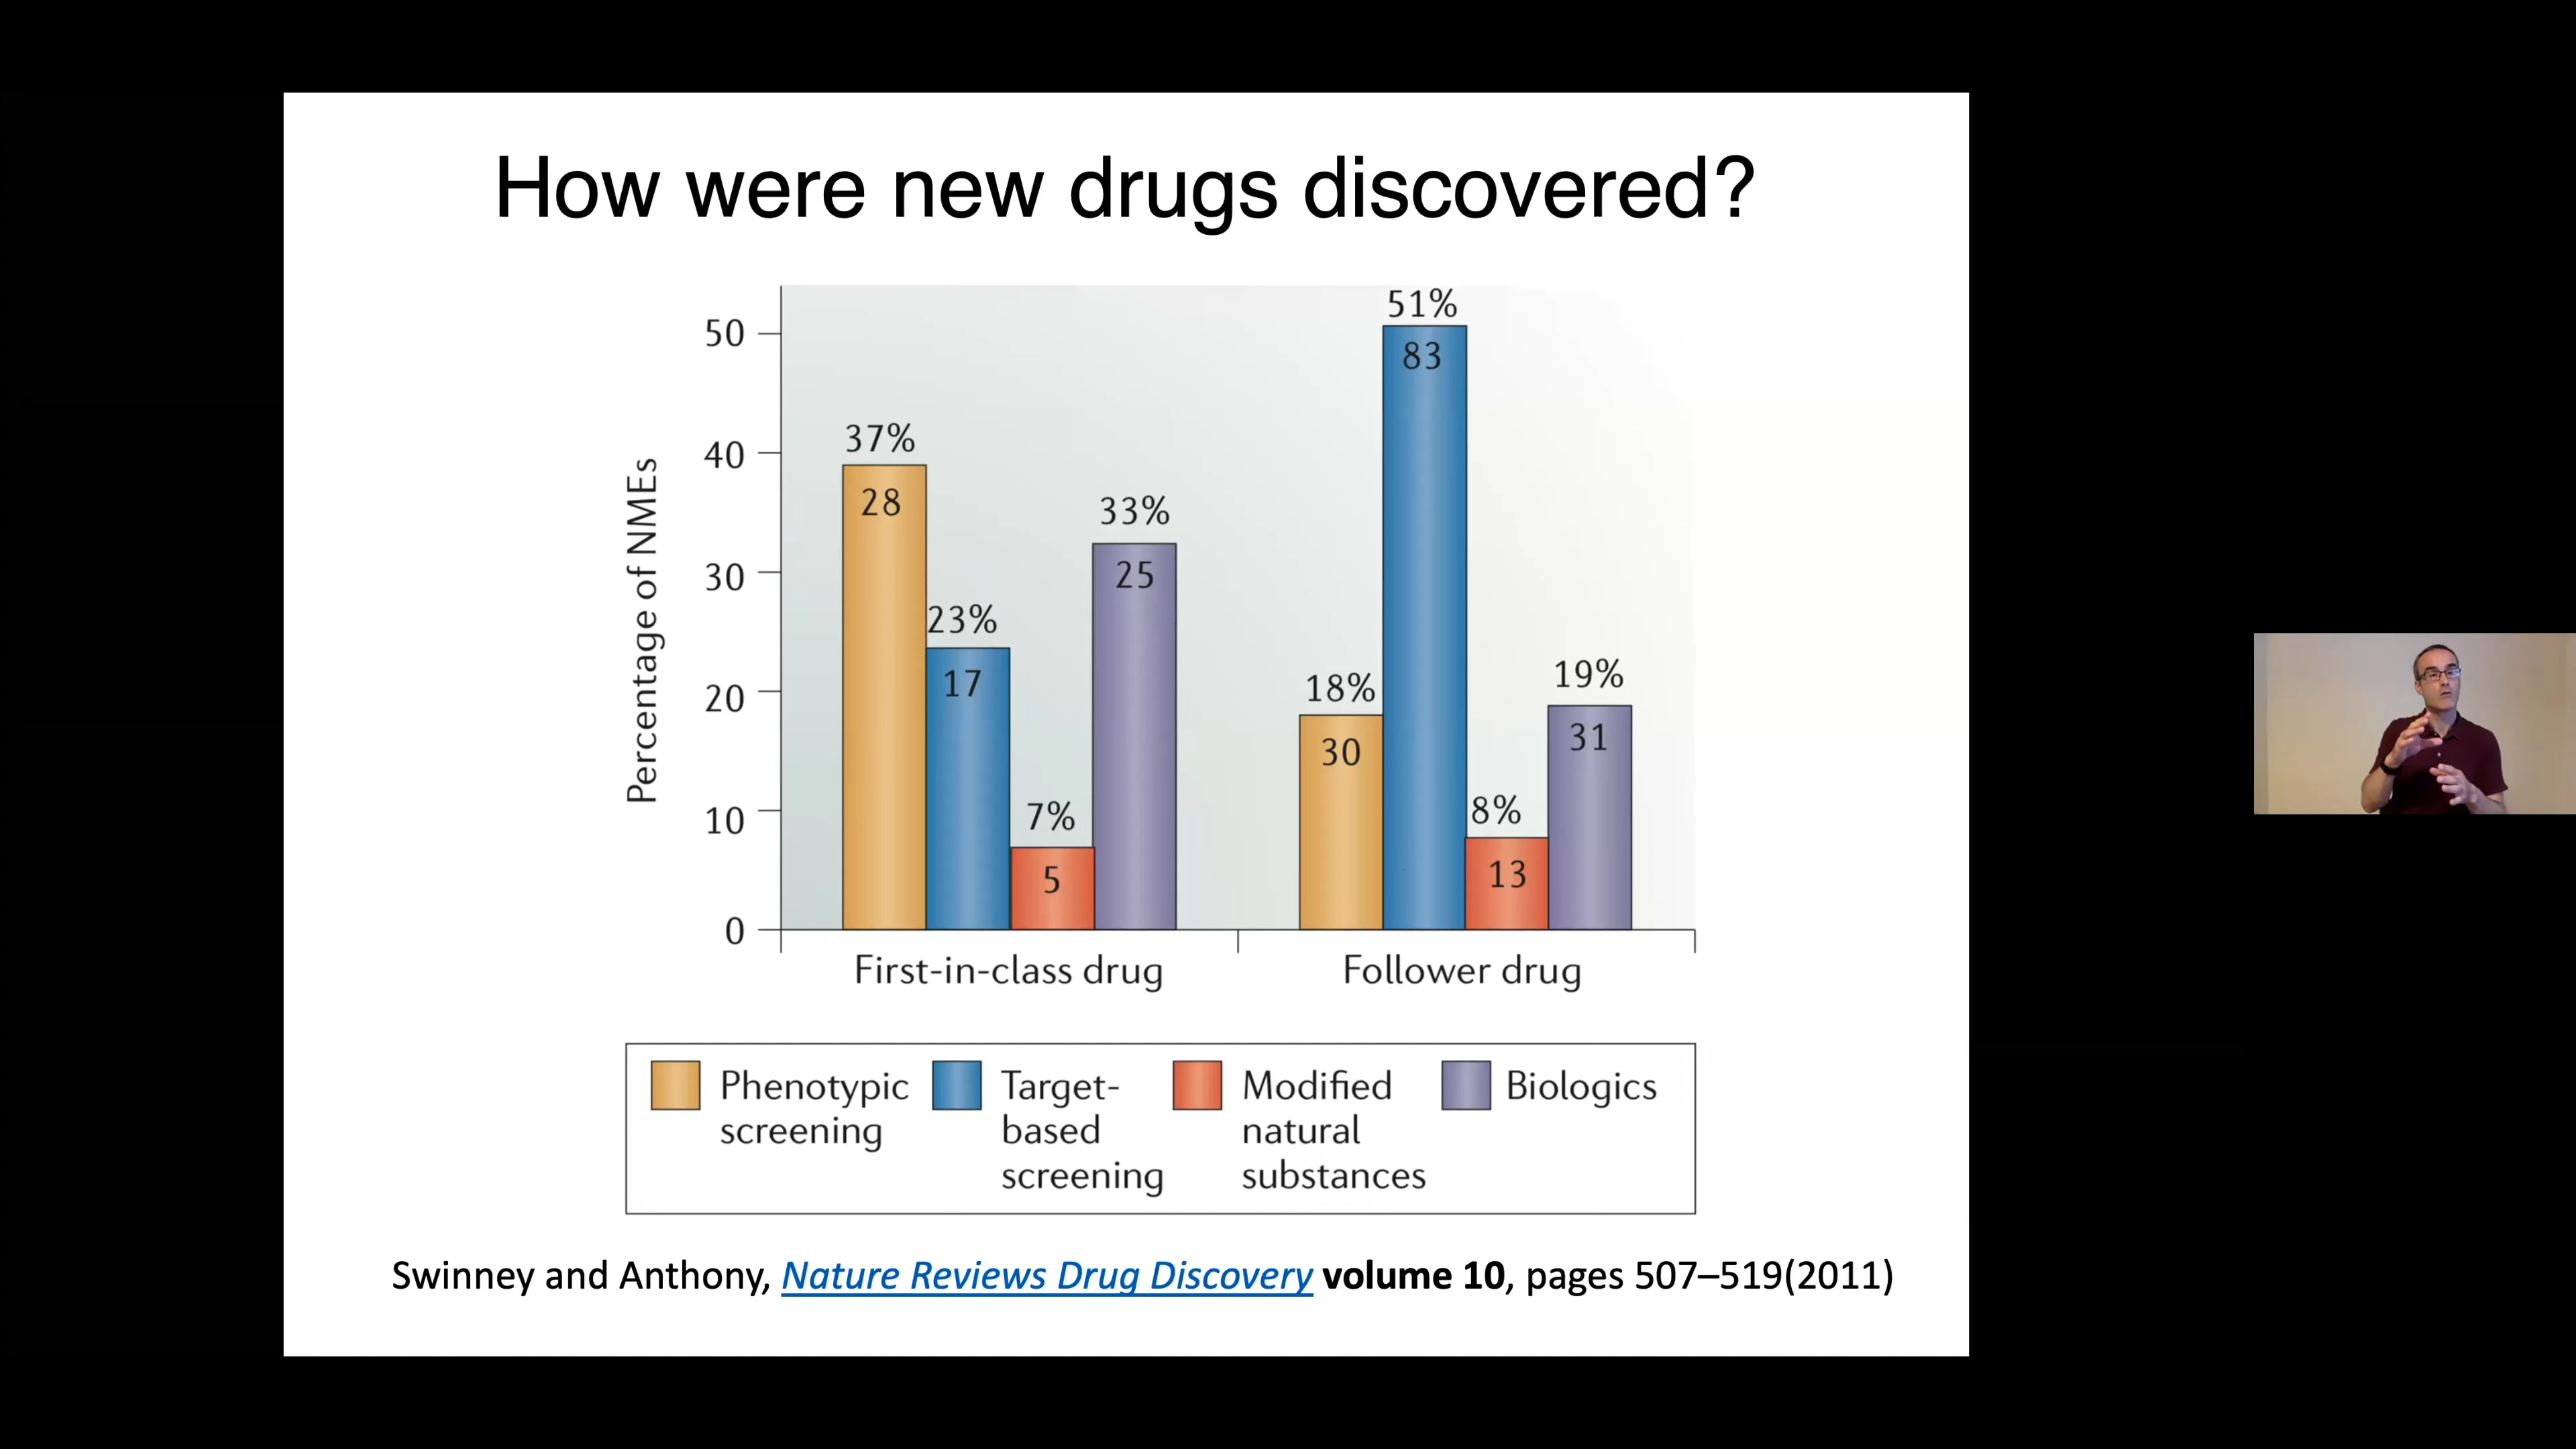 How were new drugs discovered?
Percentage of NMEs
50
40
30
20
10
0
37%
28
23%
17
7%
5
33%
25
18%
30
51%
83
8%
13
19%
31
First-in-class drug
Follower drug
Phenotypic
screening
Target-
based
screening
Modified
natural
substances
Biologics
Swinney and Anthony, Nature Reviews Drug Discovery volume 10, pages 507–519(2011)